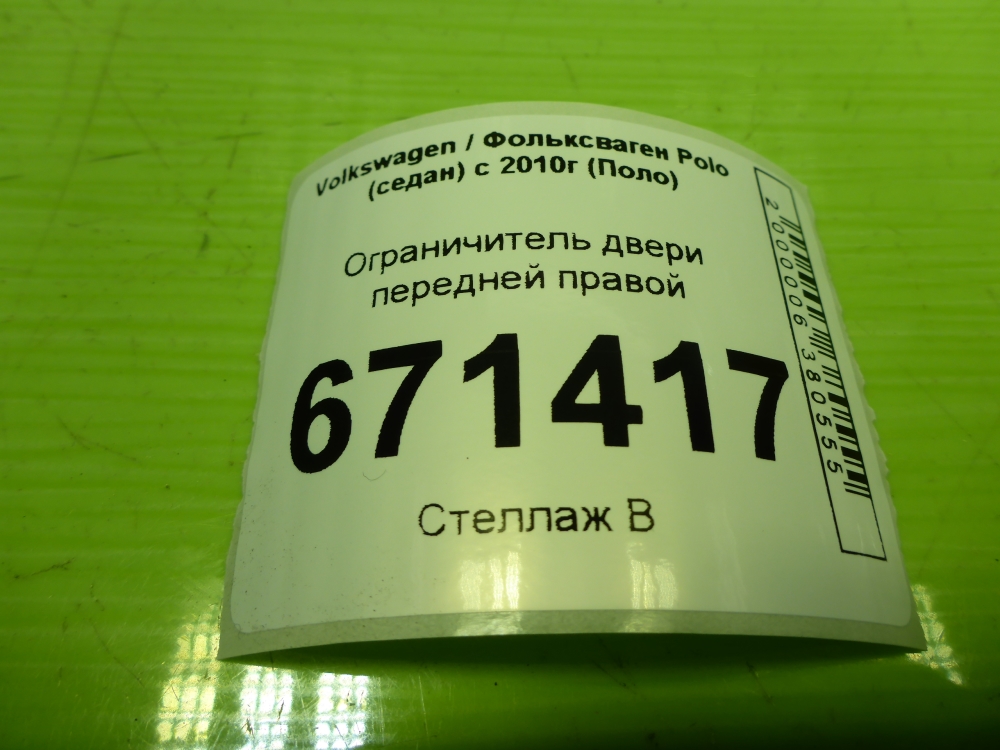 Volkswagen / Фольксваген Polo
(седан) с 2010г (Поло)
Ограничитель двери
передней правой
671417
Стеллаж В
2000006380555